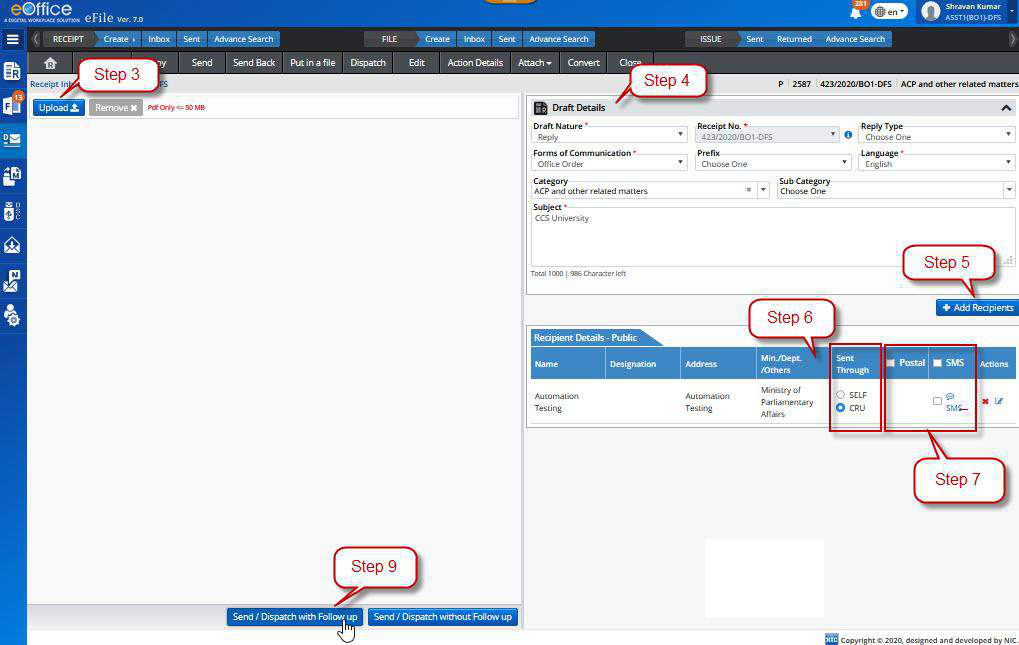 eOffice
A DIGITAL WORKPLACE SOLUTION
eFile Ver. 7.0
281
en
Shravan Kumar
ASST1(BO1)-DFS
RECEIPT Create Inbox Sent Advance Search
FILE Create Inbox Sent Advance Search
ISSUE Sent Returned Advance Search
Send Send Back Put in a file Dispatch Edit Action Details Attach Convert Close
Step 3
Step 4
P | 2587 | 423/2020/BO1-DFS | ACP and other related matters
Upload Remove Pdf Only <= 50 MB
13
Draft Details
Draft Nature * Receipt No. * Reply Type
Reply 423/2020/BO1-DFS Choose One
Forms of Communication * Prefix Language *
Office Order Choose One English
Category Sub Category
ACP and other related matters Choose One
Subject *
CCS University
Total 1000 | 986 Character left
Step 5
+ Add Recipients
Step 6
Recipient Details - Public
Name Designation Address Min./Dept. /Others Sent Through Postal SMS Actions
Automation Testing Automation Testing Ministry of Parliamentary Affairs SELF CRU SMS
Step 7
Step 9
Send / Dispatch with Follow up Send / Dispatch without Follow up
NIC Copyright © 2020, designed and developed by NIC.